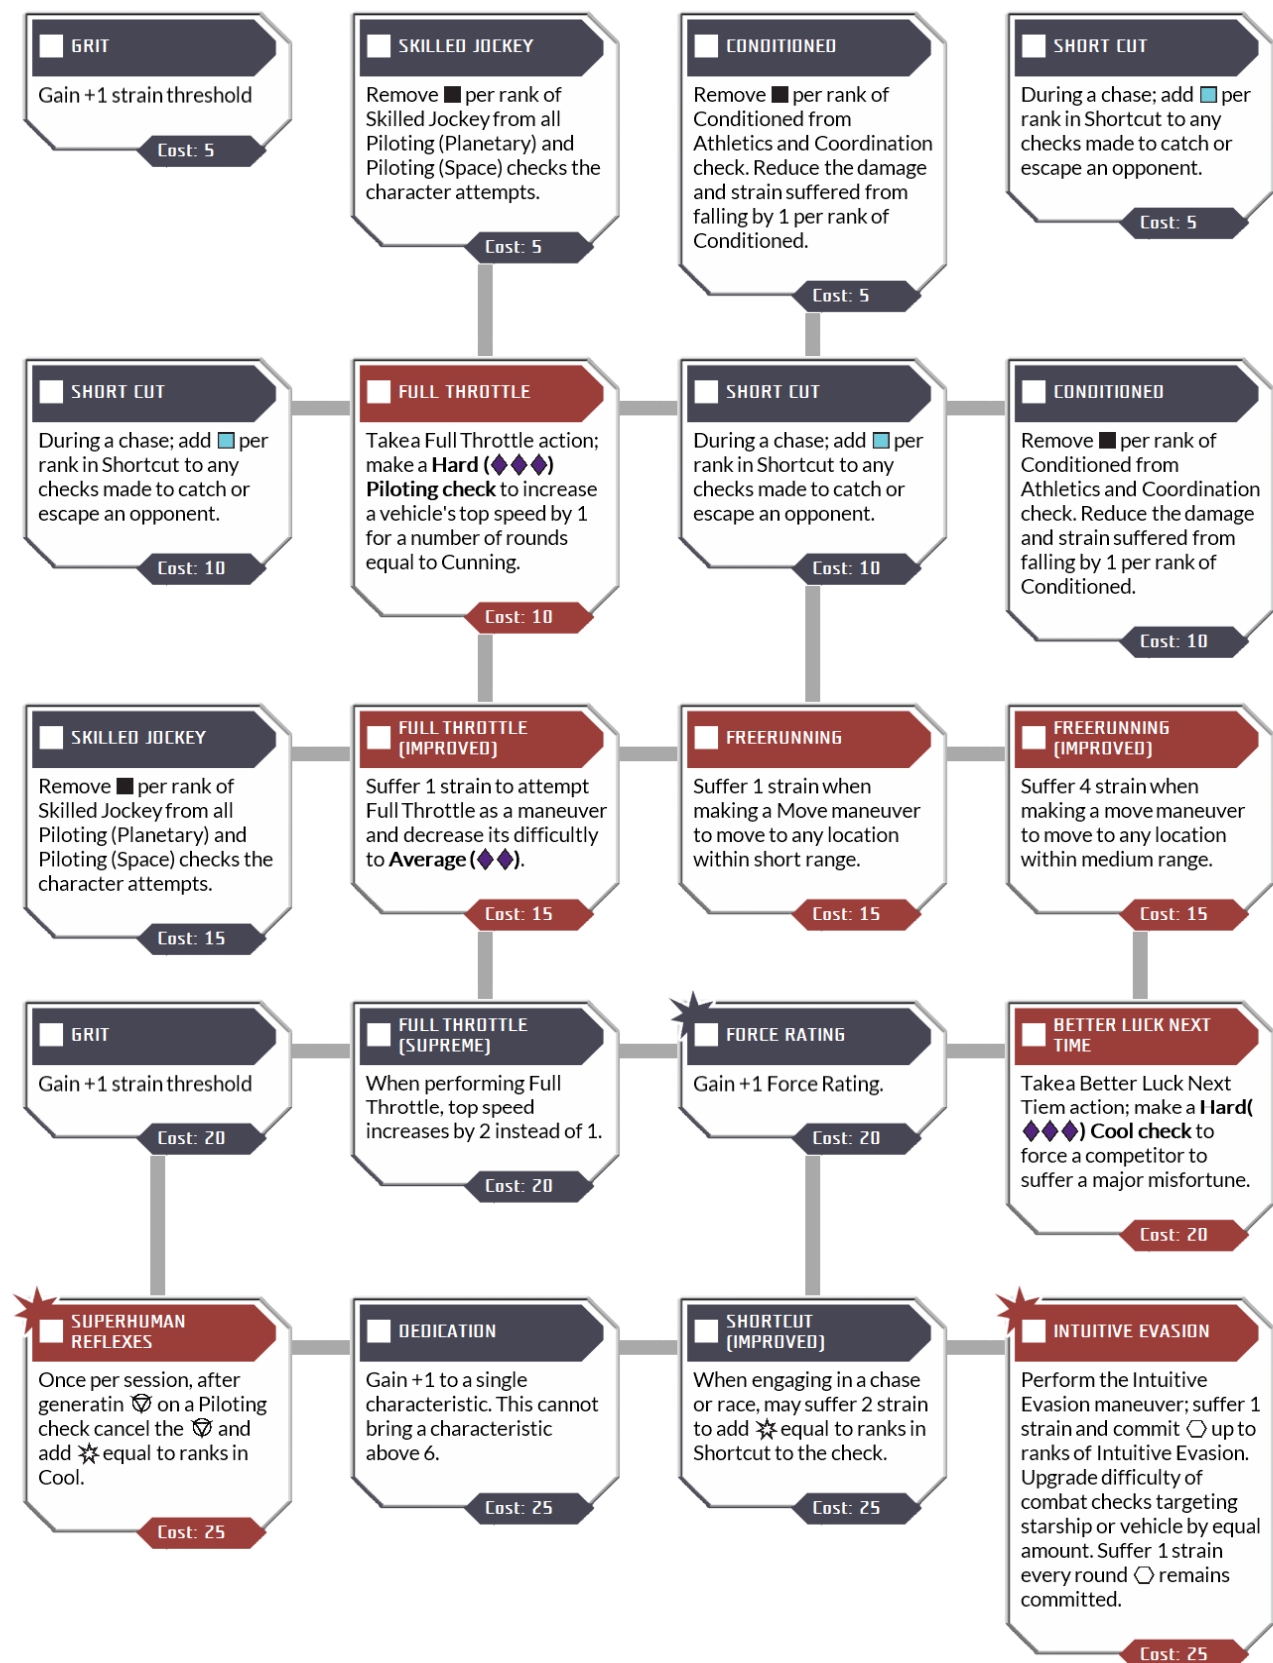 GRIT
Gain +1 strain threshold
Cost: 5
SKILLED JOCKEY
Remove per rank of
Skilled Jockey from all
Piloting (Planetary) and
Piloting (Space) checks the
character attempts.
Cost: 5
CONDITIONED
Remove per rank of
Conditioned from
Athletics and Coordination
check. Reduce the damage
and strain suffered from
falling by 1 per rank of
Conditioned.
Cost: 5
SHORT CUT
During a chase; add per
rank in Shortcut to any
checks made to catch or
escape an opponent.
Cost: 5
SHORT CUT
During a chase; add per
rank in Shortcut to any
checks made to catch or
escape an opponent.
Cost: 10
FULL THROTTLE
Take a Full Throttle action;
make a Hard (♦♦♦)
Piloting check to increase
a vehicle's top speed by 1
for a number of rounds
equal to Cunning.
Cost: 10
SHORT CUT
During a chase; add per
rank in Shortcut to any
checks made to catch or
escape an opponent.
Cost: 10
CONDITIONED
Remove per rank of
Conditioned from
Athletics and Coordination
check. Reduce the damage
and strain suffered from
falling by 1 per rank of
Conditioned.
Cost: 10
SKILLED JOCKEY
Remove per rank of
Skilled Jockey from all
Piloting (Planetary) and
Piloting (Space) checks the
character attempts.
Cost: 15
FULL THROTTLE
(IMPROVED)
Suffer 1 strain to attempt
Full Throttle as a maneuver
and decrease its difficultly
to Average (♦♦).
Cost: 15
FREERUNNING
Suffer 1 strain when
making a Move maneuver
to move to any location
within short range.
Cost: 15
FREERUNNING
(IMPROVED)
Suffer 4 strain when
making a move maneuver
to move to any location
within medium range.
Cost: 15
GRIT
Gain +1 strain threshold
Cost: 20
FULL THROTTLE
(SUPREME)
When performing Full
Throttle, top speed
increases by 2 instead of 1.
Cost: 20
FORCE RATING
Gain +1 Force Rating.
Cost: 20
BETTER LUCK NEXT
TIME
Take a Better Luck Next
Tiem action; make a Hard(
♦♦♦) Cool check to
force a competitor to
suffer a major misfortune.
Cost: 20
SUPERHUMAN
REFLEXES
Once per session, after
generatin on a Piloting
check cancel the and
add equal to ranks in
Cool.
Cost: 25
DEDICATION
Gain +1 to a single
characteristic. This cannot
bring a characteristic
above 6.
Cost: 25
SHORTCUT
(IMPROVED)
When engaging in a chase
or race, may suffer 2 strain
to add equal to ranks in
Shortcut to the check.
Cost: 25
INTUITIVE EVASION
Perform the Intuitive
Evasion maneuver; suffer 1
strain and commit up to
ranks of Intuitive Evasion.
Upgrade difficulty of
combat checks targeting
starship or vehicle by equal
amount. Suffer 1 strain
every round remains
committed.
Cost: 25